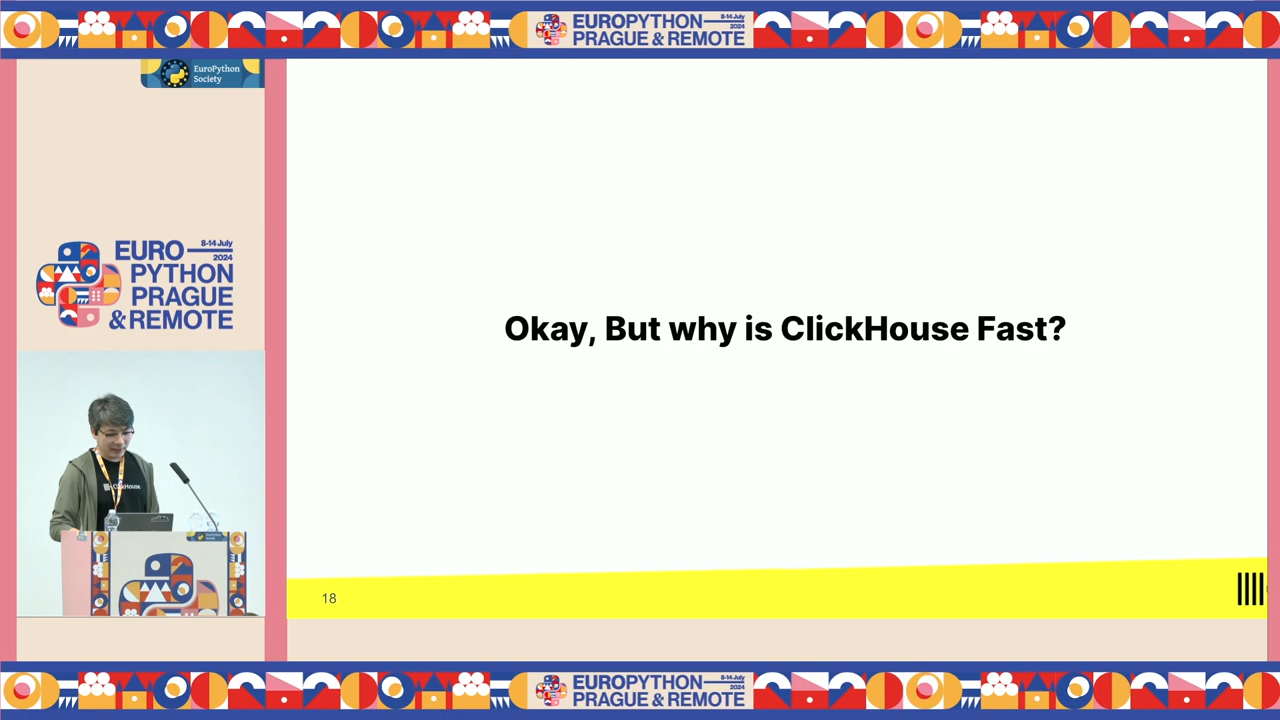 EUROPYTHON
8-14 July
2024
PRAGUE & REMOTE
EuroPython
Society
EURO
8-14 July
2024
PYTHON
PRAGUE
& REMOTE
Okay, But why is ClickHouse Fast?
ClickHouse
18
EUROPYTHON
8-14 July
2024
PRAGUE & REMOTE